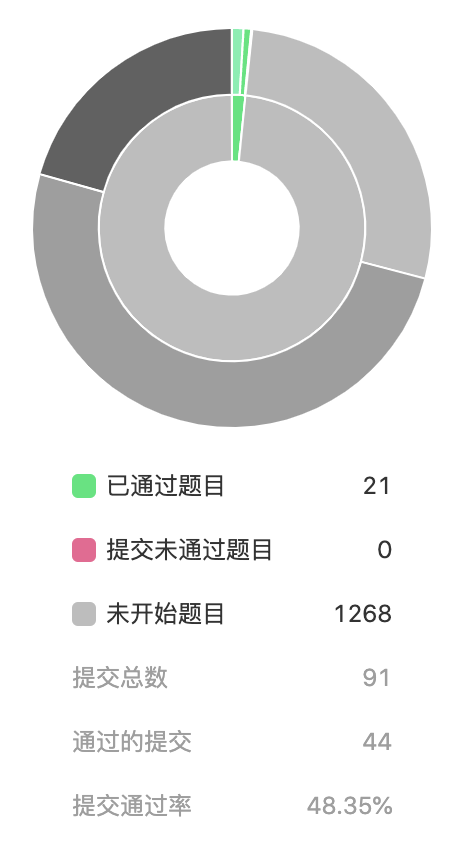 已通过题目 21
提交未通过题目 0
未开始题目 1268
提交总数 91
通过的提交 44
提交通过率 48.35%